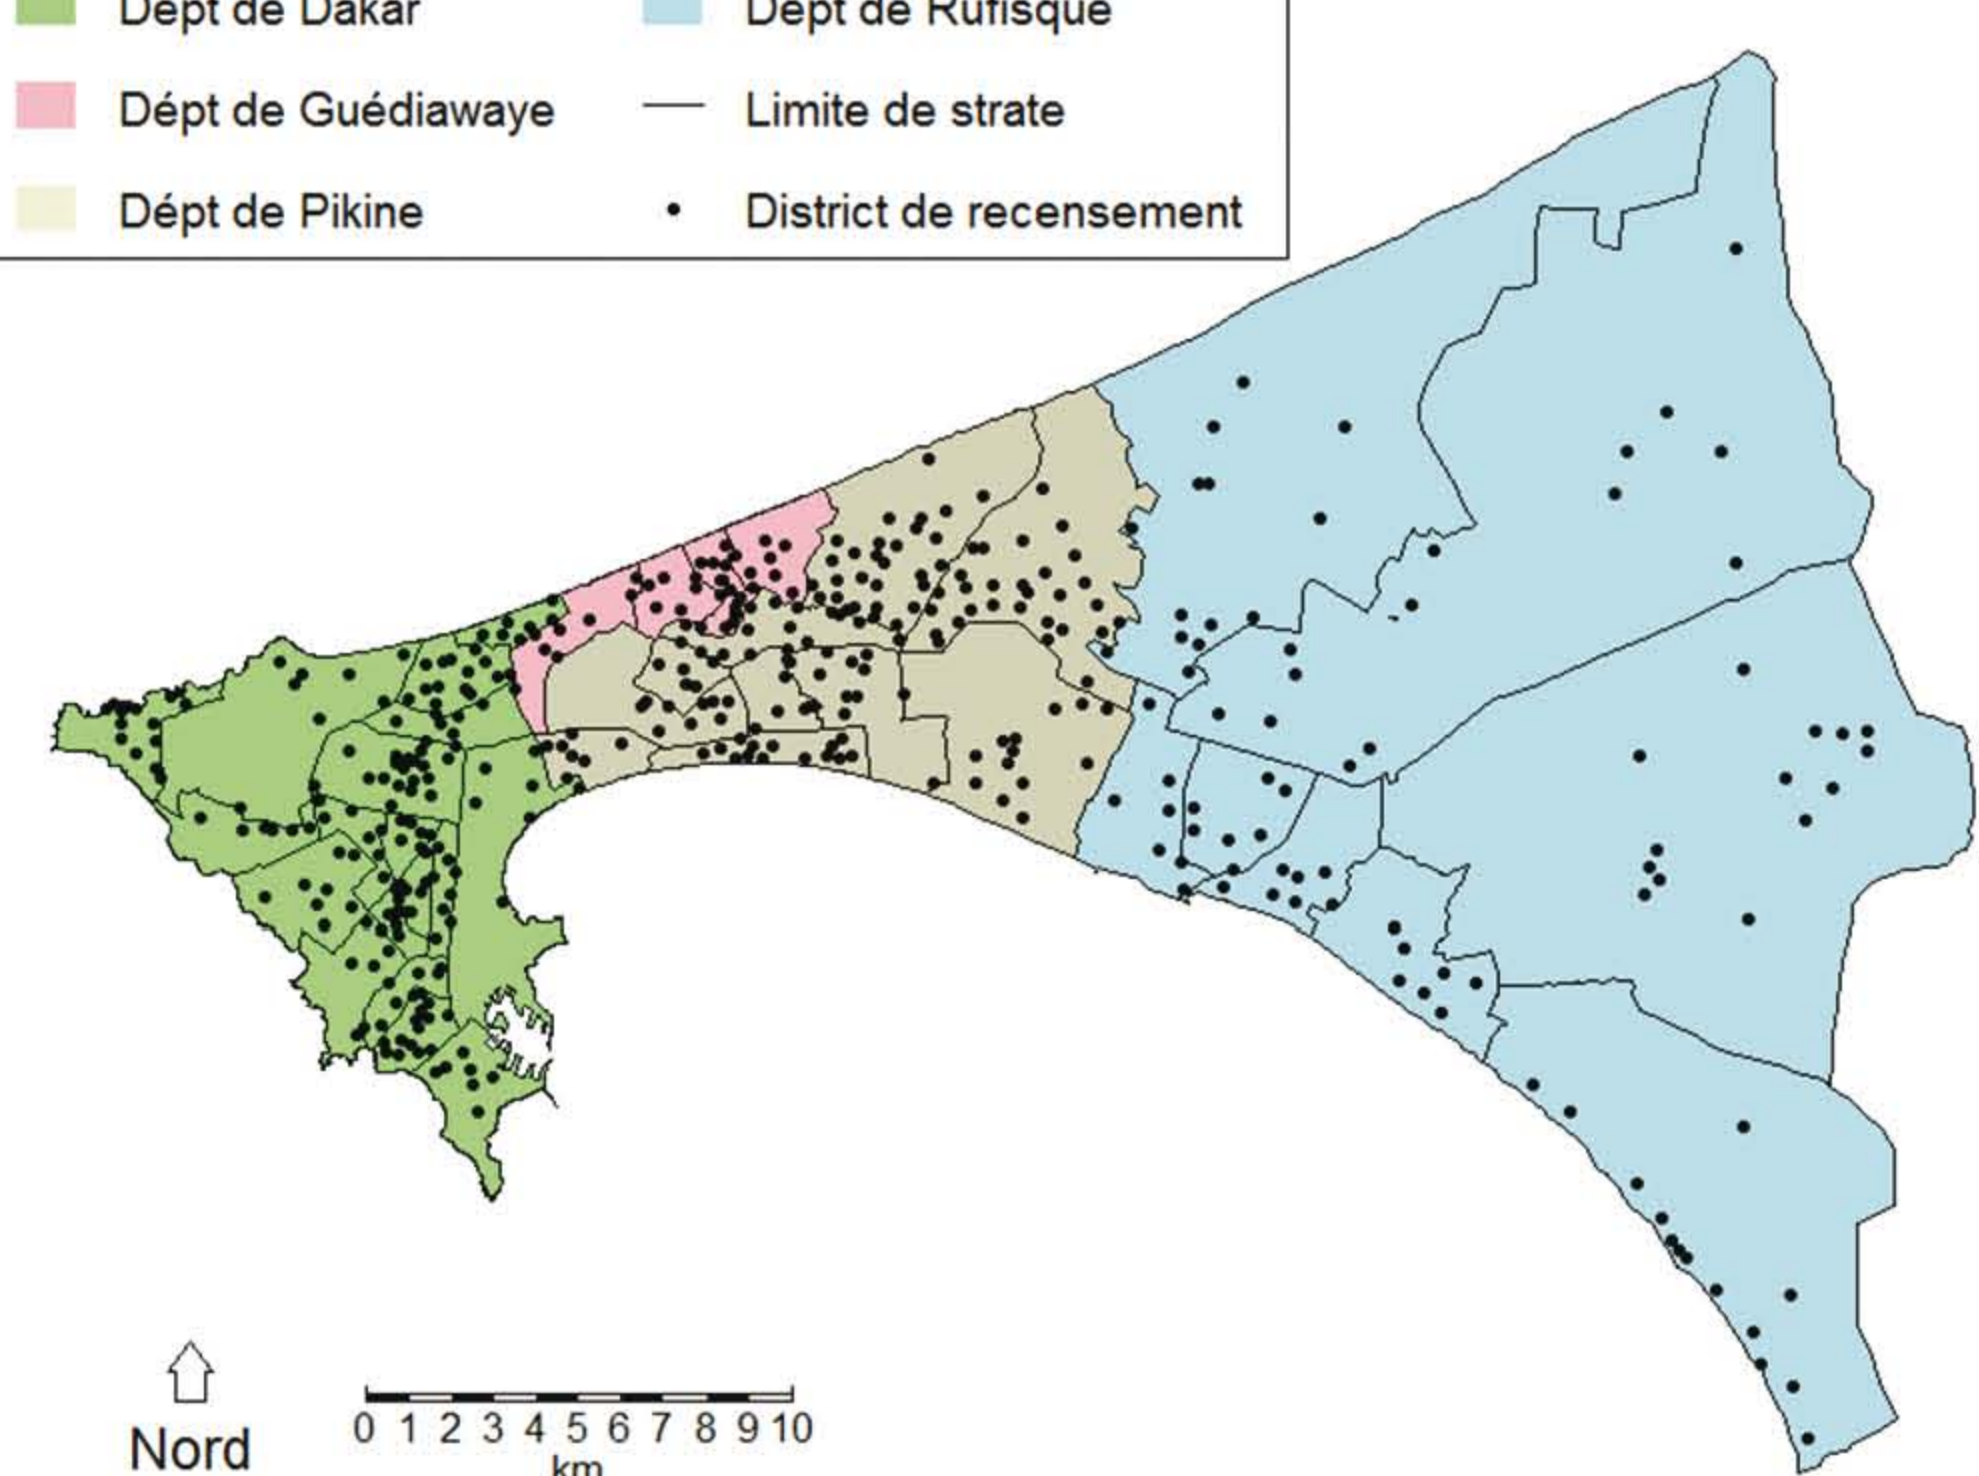 Dépt de Dakar
Dépt de Rufisque
Dépt de Guédiawaye
Limite de strate
Dépt de Pikine
District de recensement
Nord
0 1 2 3 4 5 6 7 8 9 10
km